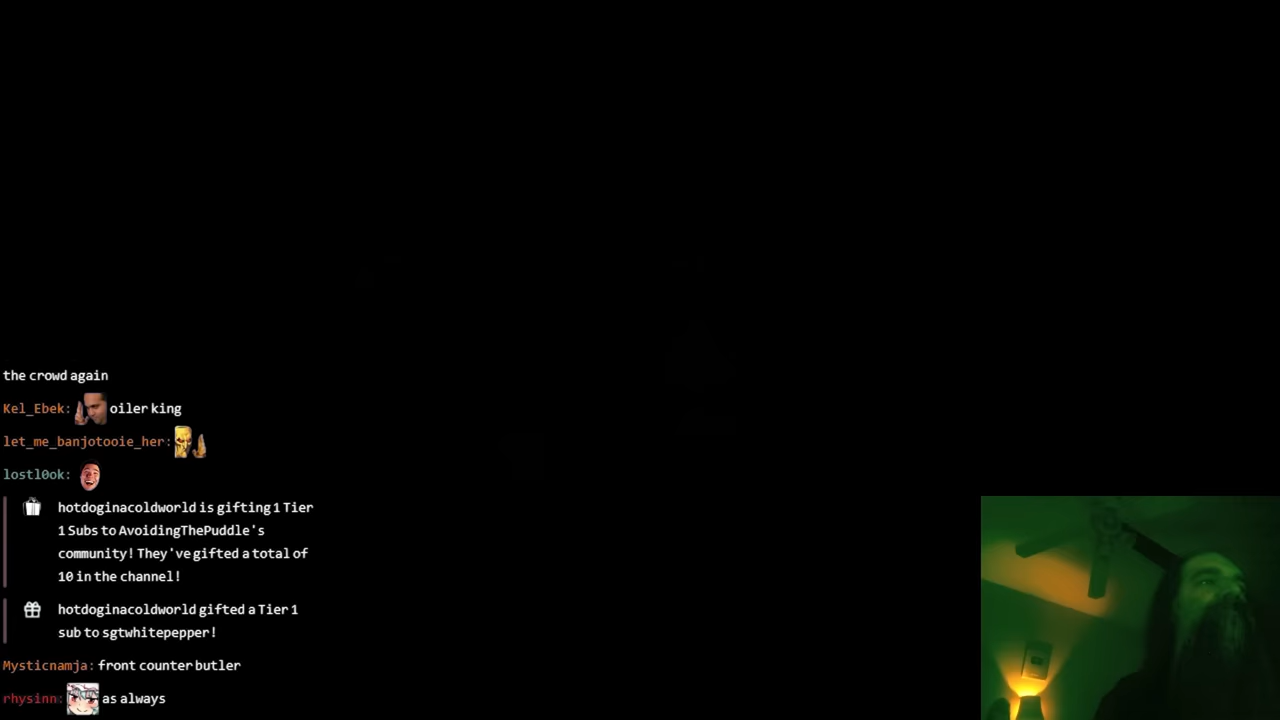 the crowd again
Kel_Ebek: oiler king
let_me_banjotooie_her:
lostl0ok:
hotdoginacoldworld is gifting 1 Tier
1 Subs to AvoidingThePuddle's
community! They've gifted a total of
10 in the channel!
hotdoginacoldworld gifted a Tier 1
sub to sgtwhitepepper!
Mysticnamja: front counter butler
rhysinn: as always